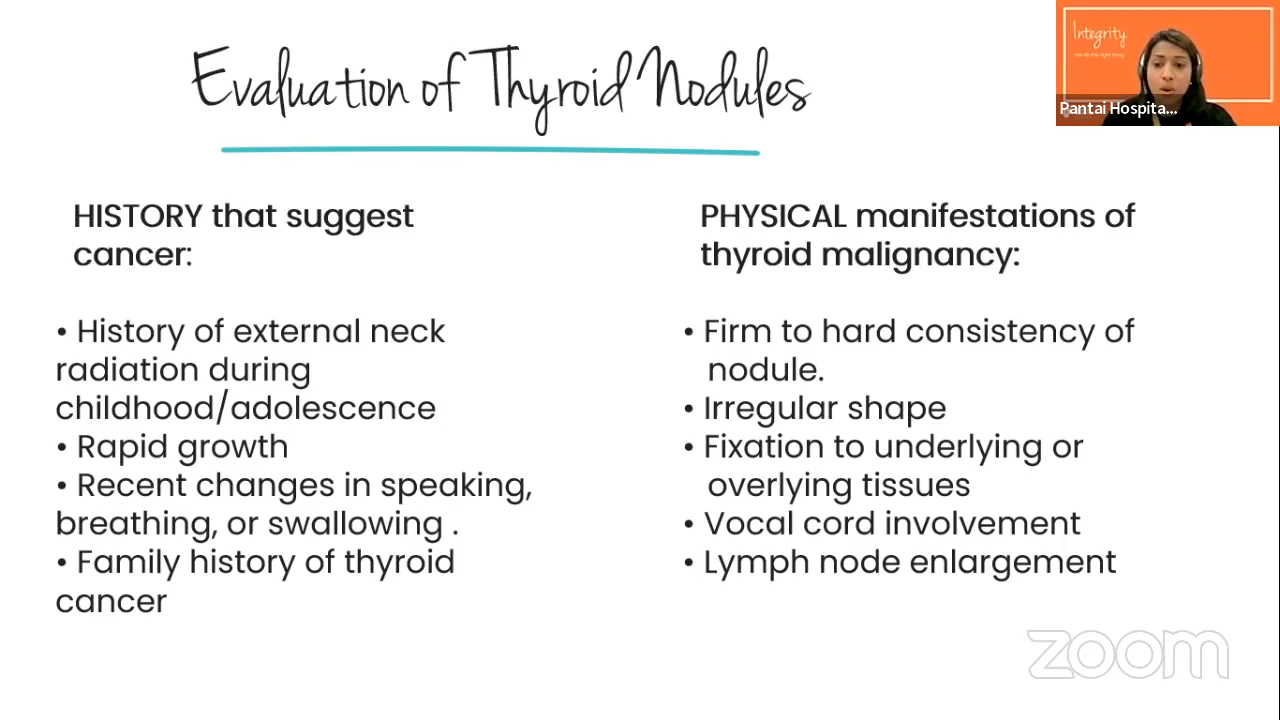 Evaluation of Thyroid Nodules
Integrity
Pantai Hospita...
HISTORY that suggest
cancer:
• History of external neck
radiation during
childhood/adolescence
• Rapid growth
• Recent changes in speaking,
breathing, or swallowing .
• Family history of thyroid
cancer
PHYSICAL manifestations of
thyroid malignancy:
• Firm to hard consistency of
nodule.
• Irregular shape
• Fixation to underlying or
overlying tissues
• Vocal cord involvement
• Lymph node enlargement
zoom